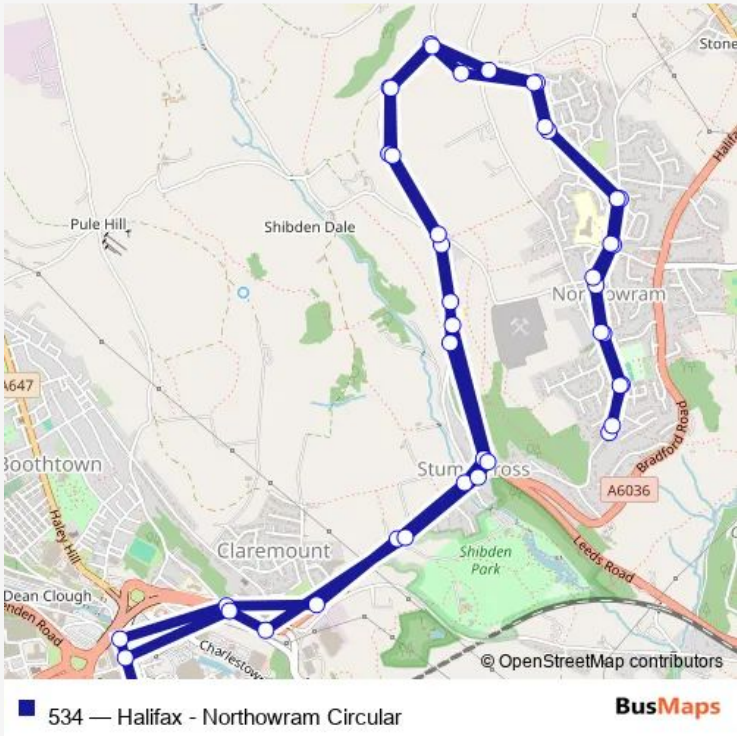 Stone
Halifa
Pule Hill
Shibden Dale
Northowram
A647
Boothtown
Stump Cross
Bradford Road
A6036
Haley Hill
Claremount
Shibden
Park
Leeds Road
Dean Clough
enden Road
Charlestow
© OpenStreetMap contributors
534 — Halifax - Northowram Circular
BusMaps